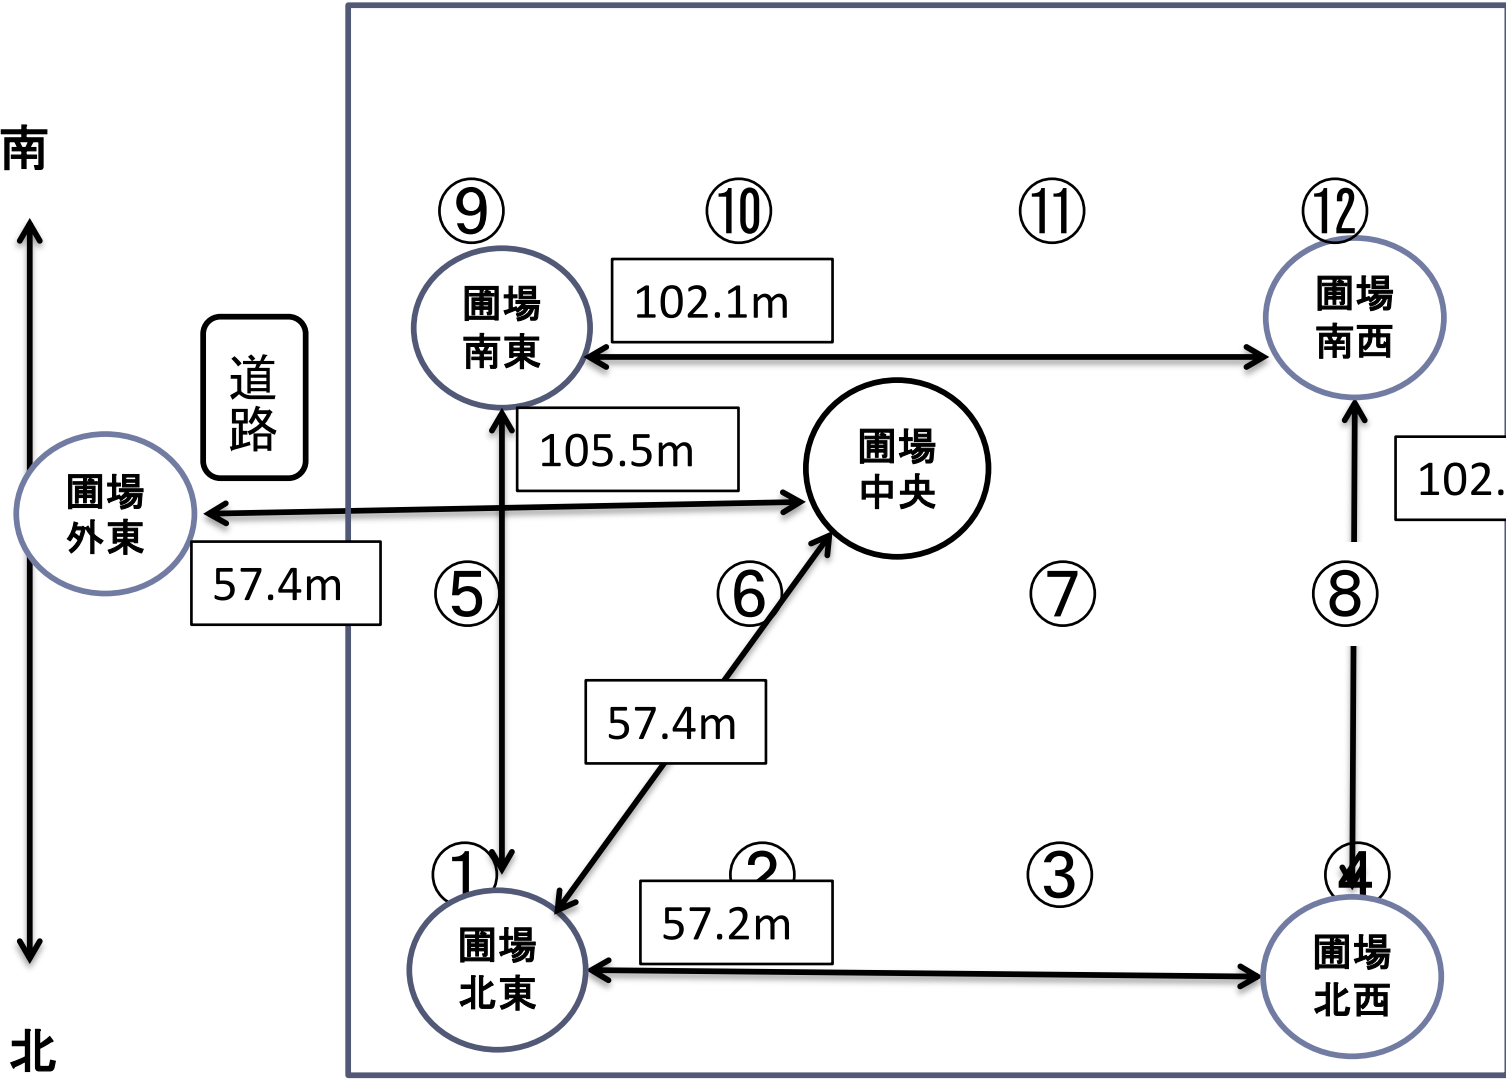 南
⑨
⑩
⑪
⑫
圃場
南東
102.1m
圃場
南西
道
路
105.5m
圃場
中央
102.
圃場
外東
57.4m
⑤
⑥
⑦
⑧
57.4m
①
②
③
④
圃場
北東
57.2m
圃場
北西
北